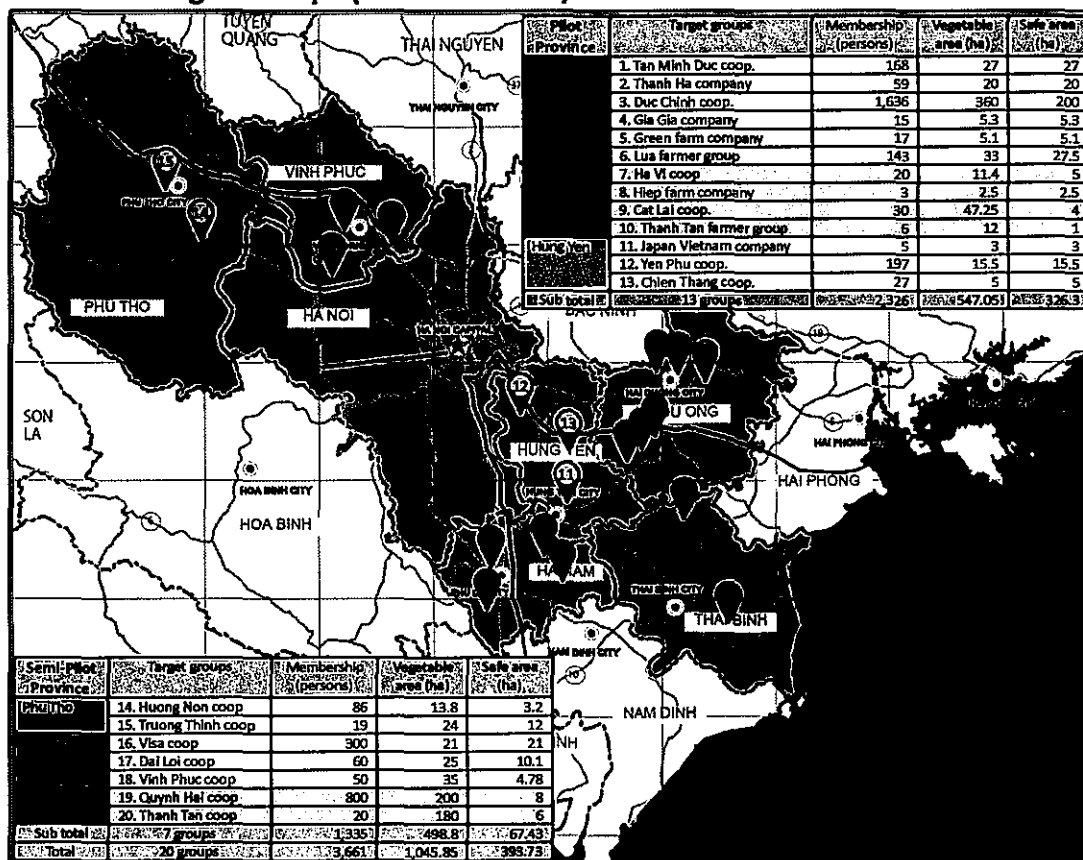 TUYEN
QUANG
THAI NGUYEN
THAI NGUYEN CITY
Pilot Province Target groups Membership (persons) Vegetable area (ha) Safe area (ha)
1. Tan Minh Duc coop. 168 27 27
2. Thanh Ha company 59 20 20
3. Duc Chinh coop. 1,636 360 200
4. Gia Gia company 15 5.3 5.3
5. Green farm company 17 5.1 5.1
6. Lua farmer group 143 33 27.5
7. Ha Vi coop 20 11.4 5
8. Hiep farm company 3 2.5 2.5
9. Cat Lai coop. 30 47.25 4
10. Thanh Tan farmer group 6 12 1
Hung Yen 11. Japan Vietnam company 5 3 3
12. Yen Phu coop. 197 15.5 15.5
13. Chien Thang coop. 27 5 5
Sub total 13 groups 2,326 547.05 326.3
VINH PHUC
15
PHU THO CITY
14
PHU THO
HA NOI
HA NOI CAPITAL
BAC NINH
12
HAI DUONG CITY
SON
LA
13
HUNG YEN
HAI PHONG
11
HOA BINH CITY
HOA BINH
HA NAM
THAI BINH CITY
THAI BINH
NAM DINH CITY
NAM DINH
NH
Semi-Pilot Province Target groups Membership (persons) Vegetable area (ha) Safe area (ha)
Phu Tho 14. Huong Non coop 86 13.8 3.2
15. Truong Thinh coop 19 24 12
16. Visa coop 300 21 21
17. Dai Loi coop 60 25 10.1
18. Vinh Phuc coop 50 35 4.78
19. Quynh Hai coop 800 200 8
20. Thanh Tan coop 20 180 6
Sub total 7 groups 1,335 498.8 67.43
Total 20 groups 3,661 1,045.85 393.73